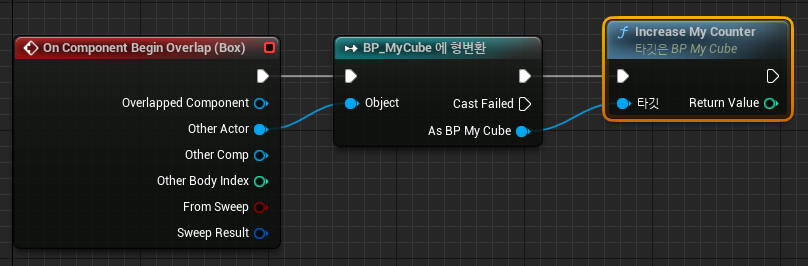 On Component Begin Overlap (Box)
Overlapped Component
Other Actor
Other Comp
Other Body Index
From Sweep
Sweep Result
BP_MyCube 에 형변환
Object
Cast Failed
As BP My Cube
f Increase My Counter
타깃은 BP My Cube
타깃
Return Value